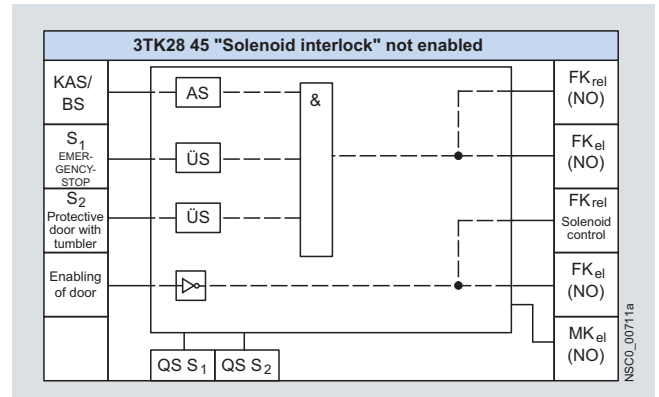 3TK28 45 "Solenoid interlock" not enabled
KAS/
BS
AS
&
FKrel
(NO)
S1
EMER-
GENCY-
STOP
ÜS
FKel
(NO)
S2
Protective
door with
tumbler
ÜS
FKrel
Solenoid
control
Enabling
of door
FKel
(NO)
MKel
(NO)
QS S1
QS S2
NSC0_00711a